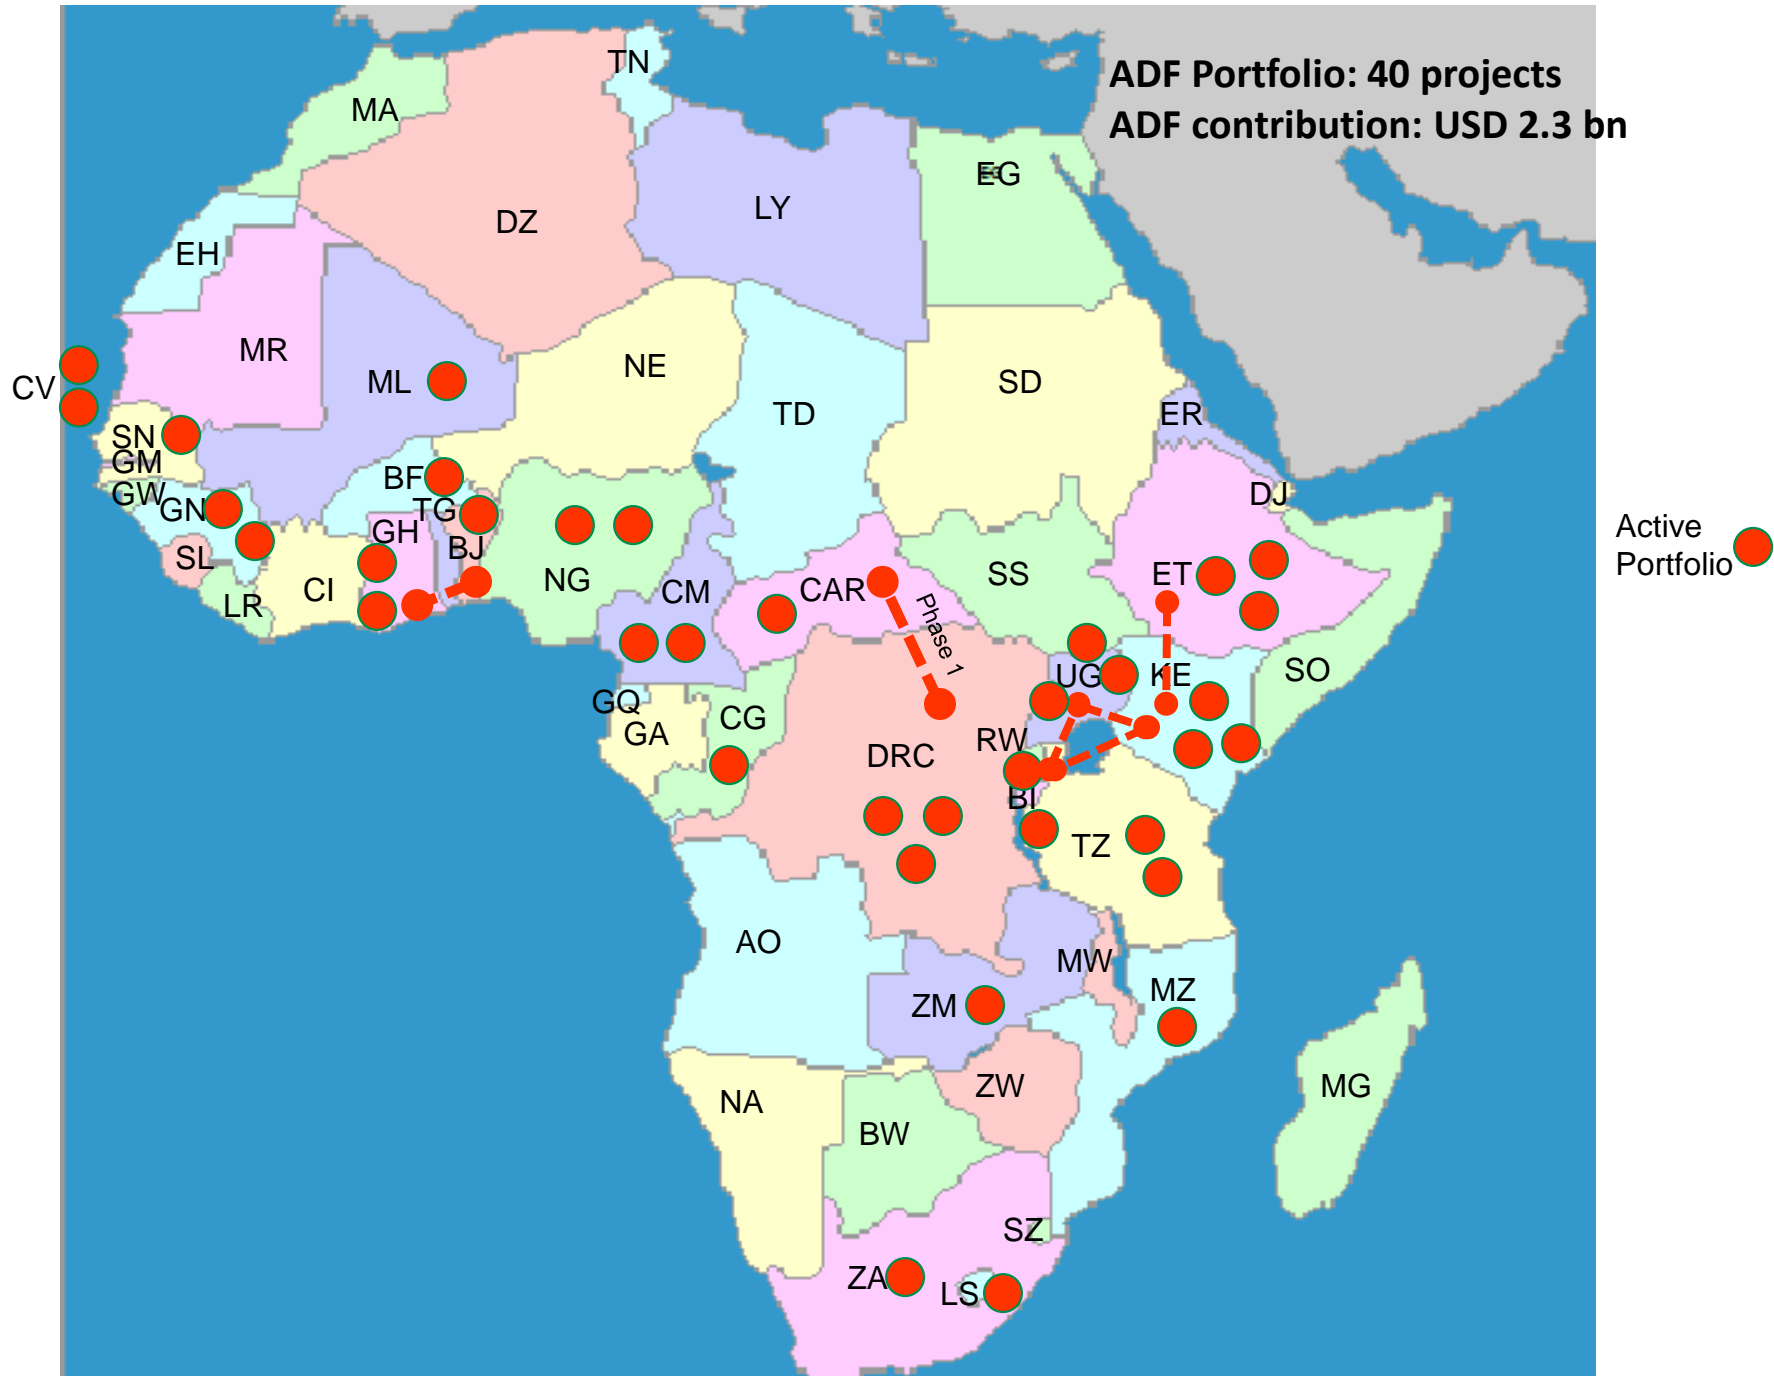 ADF Portfolio: 40 projects
ADF contribution: USD 2.3 bn
TN
MA
EG
LY
DZ
EH
MR
NE
ML
SD
CV
TD
ER
SN
GM
BF
GW
GN
TG
DJ
GH
Active
Portfolio
BJ
SL
CI
NG
CM
CAR
SS
ET
LR
Phase 1
UG
KE
SO
GQ
GA
CG
RW
DRC
BI
TZ
AO
MW
MZ
ZM
ZW
MG
NA
BW
SZ
ZA
LS